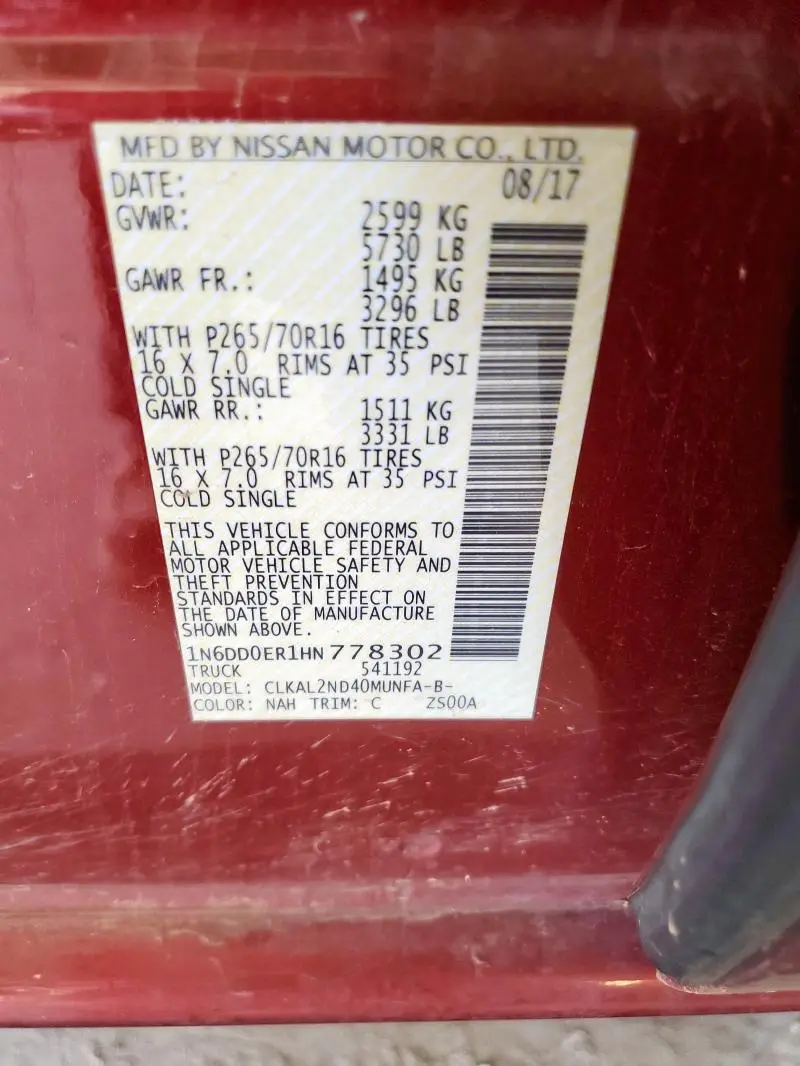 MFD BY NISSAN MOTOR CO., LTD.
DATE: 08/17
GVWR: 2599 KG
5730 LB
GAWR FR.: 1495 KG
3296 LB
WITH P265/70R16 TIRES
16 X 7.0 RIMS AT 35 PSI
COLD SINGLE
GAWR RR.: 1511 KG
3331 LB
WITH P265/70R16 TIRES
16 X 7.0 RIMS AT 35 PSI
COLD SINGLE
THIS VEHICLE CONFORMS TO
ALL APPLICABLE FEDERAL
MOTOR VEHICLE SAFETY AND
THEFT PREVENTION
STANDARDS IN EFFECT ON
THE DATE OF MANUFACTURE
SHOWN ABOVE.
1N6DD0ER1HN778302
TRUCK 541192
MODEL: CLKAL2ND40MUNFA-B-
COLOR: NAH TRIM: C ZS00A